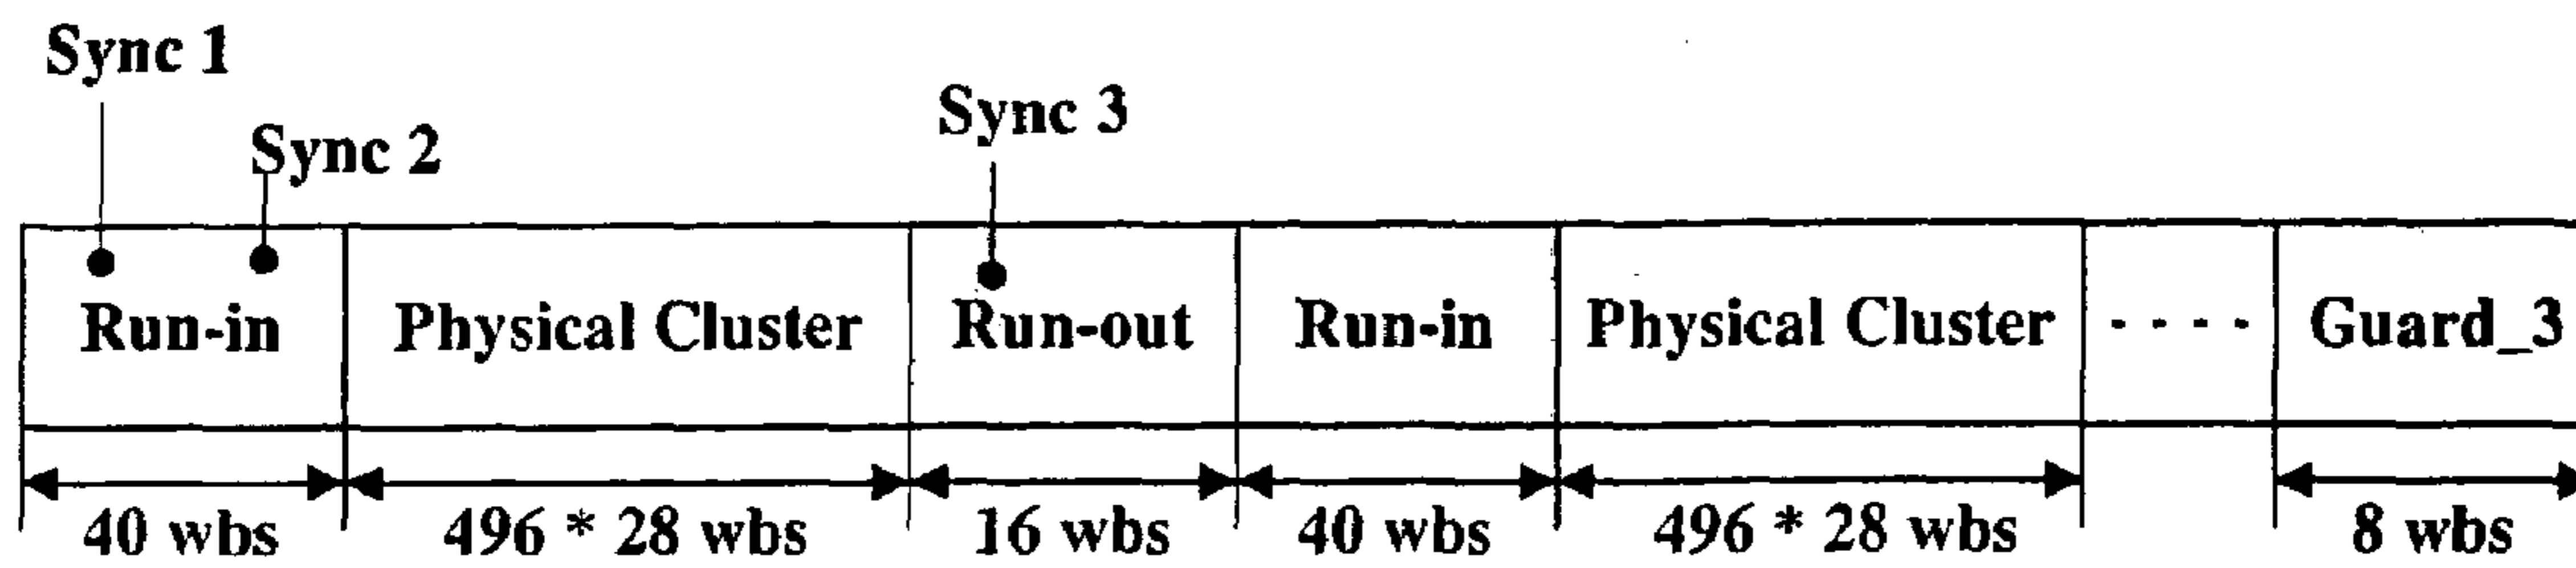 Sync 1
Sync 2
Sync 3
Run-in
Physical Cluster
Run-out
Run-in
Physical Cluster
- - - -
Guard_3
40 wbs
496 * 28 wbs
16 wbs
40 wbs
496 * 28 wbs
8 wbs